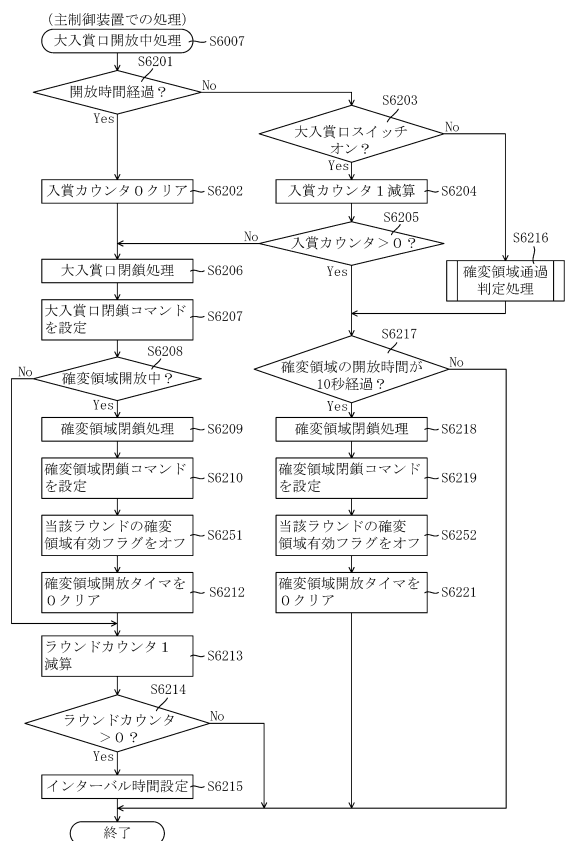 (主制御装置での処理)
大入賞口開放中処理
S6007
S6201
開放時間経過？
No
Yes
S6203
大入賞口スイッチ
オン？
No
Yes
入賞カウンタ０クリア
S6202
入賞カウンタ１減算
S6204
S6205
入賞カウンタ＞０？
No
Yes
S6216
確変領域通過
判定処理
大入賞口閉鎖処理
S6206
大入賞口閉鎖コマンド
を設定
S6207
S6208
確変領域開放中？
No
Yes
S6217
確変領域の開放時間が
10秒経過？
No
Yes
確変領域閉鎖処理
S6209
確変領域閉鎖処理
S6218
確変領域閉鎖コマンド
を設定
S6210
確変領域閉鎖コマンド
を設定
S6219
当該ラウンドの確変
領域有効フラグをオフ
S6251
当該ラウンドの確変
領域有効フラグをオフ
S6252
確変領域開放タイマを
０クリア
S6212
確変領域開放タイマを
０クリア
S6221
ラウンドカウンタ１
減算
S6213
S6214
ラウンドカウンタ
＞０？
No
Yes
インターバル時間設定
S6215
終了